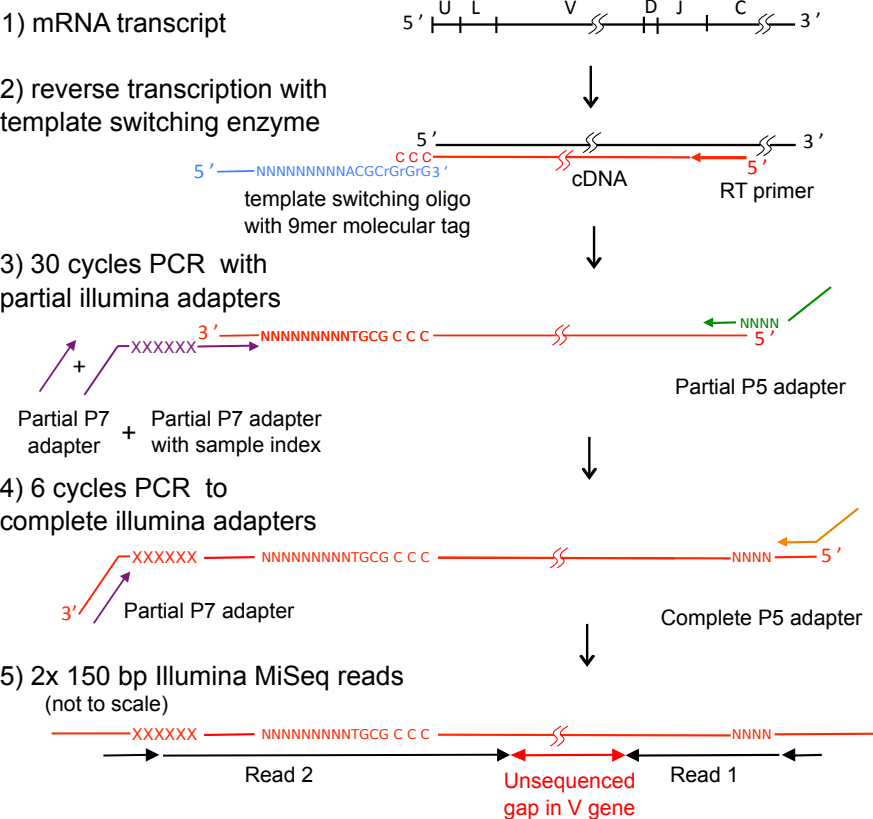 1) mRNA transcript
U L V D J C
5' 3'
2) reverse transcription with
template switching enzyme
5' 3'
C C C
5' NNNNNNNNNACGCrGrGrG3'
5'
cDNA
RT primer
template switching oligo
with 9mer molecular tag
3) 30 cycles PCR with
partial illumina adapters
3' NNNNNNNNNTGCG C C C
NNNN
5'
XXXXXX
+
Partial P5 adapter
Partial P7
adapter
+
Partial P7 adapter
with sample index
4) 6 cycles PCR to
complete illumina adapters
XXXXXX NNNNNNNNNTGCG C C C NNNN 5'
3'
Partial P7 adapter
Complete P5 adapter
5) 2x 150 bp Illumina MiSeq reads
(not to scale)
XXXXXX NNNNNNNNNTGCG C C C NNNN
Read 2
Unsequenced
gap in V gene
Read 1